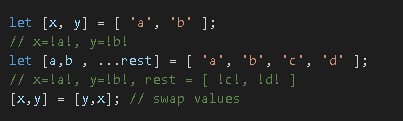 let [x, y] = [ 'a', 'b' ];
// x=!a!, y=!b!
let [a,b , ...rest] = [ 'a', 'b', 'c', 'd' ];
// x=!a!, y=!b!, rest = [ !c!, !d! ]
[x,y] = [y,x]; // swap values